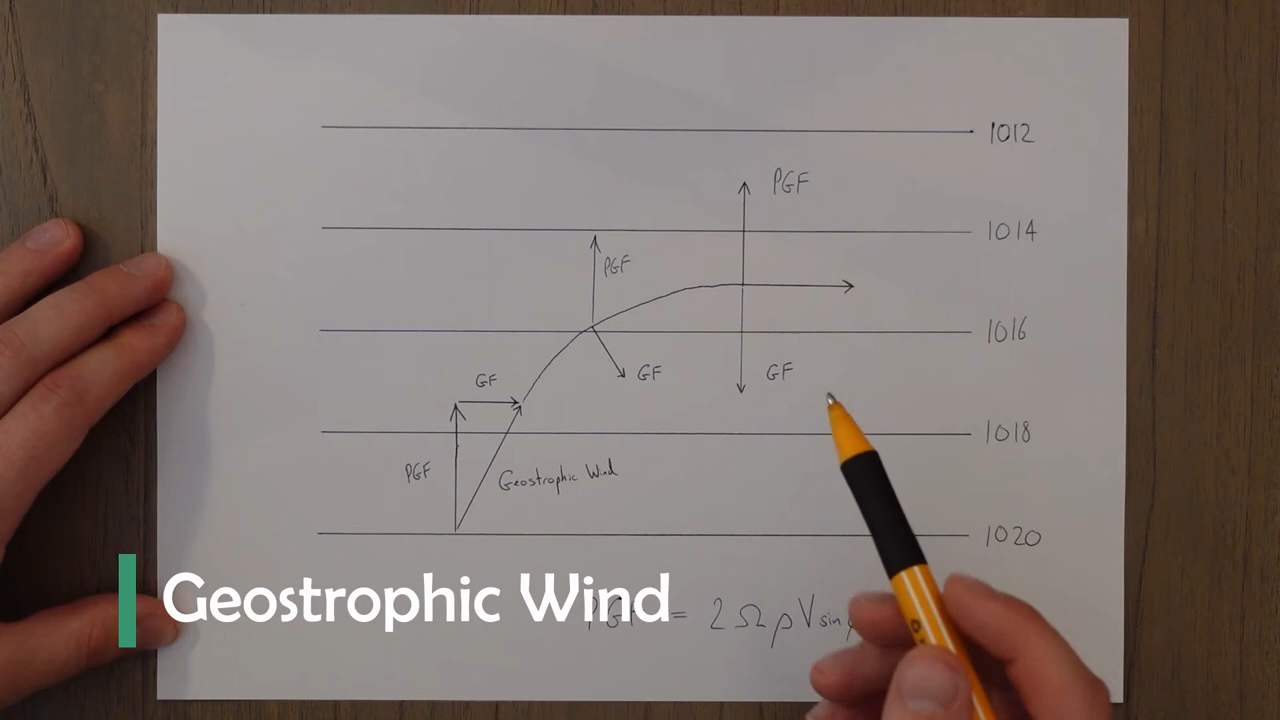 1012
PGF
1014
PGF
1016
GF
GF
GF
1018
PGF
Geostrophic Wind
1020
Geostrophic Wind
= 2 Ω ρ V sin